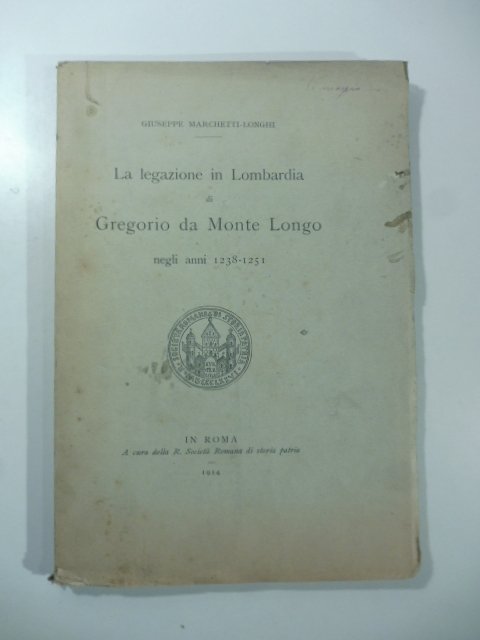 GIUSEPPE MARCHETTI-LONGHI
La legazione in Lombardia
di
Gregorio da Monte Longo
negli anni 1238-1251
IN ROMA
A cura della R. Società Romana di storia patria
1914